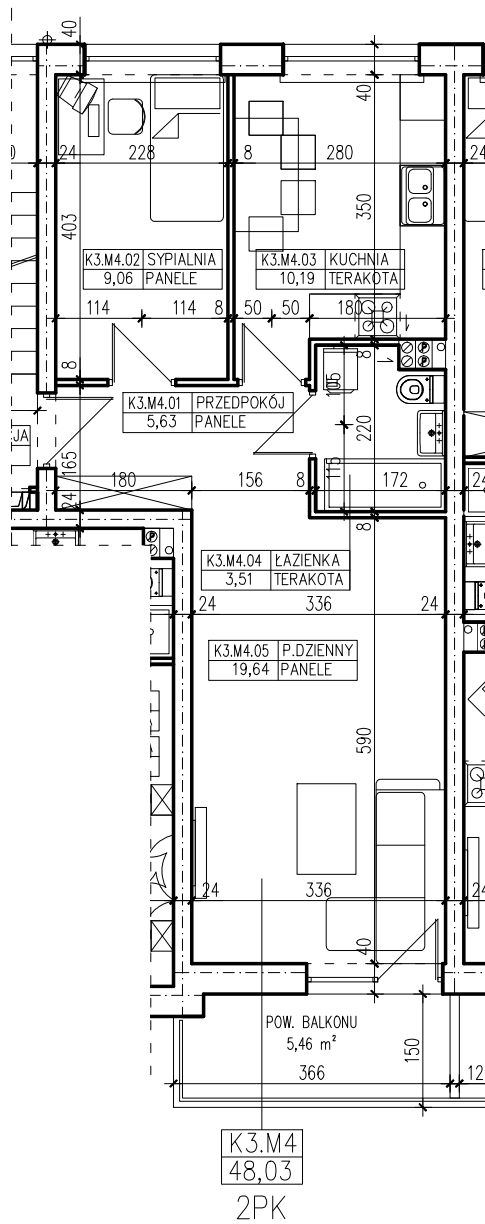 40
40
24
228
8
280
24
403
350
K3.M4.02 SYPIALNIA
9,06 PANELE
K3.M4.03 KUCHNIA
10,19 TERAKOTA
114
114
8
50
50
180
8
8
105
K3.M4.01 PRZEDPOKÓJ
5,63 PANELE
JA
165
220
115
180
156
8
172
24
24
8
K3.M4.04 ŁAZIENKA
3,51 TERAKOTA
24
336
24
K3.M4.05 P.DZIENNY
19,64 PANELE
590
24
336
24
40
POW. BALKONU
5,46 m²
150
366
12
K3.M4
48,03
2PK